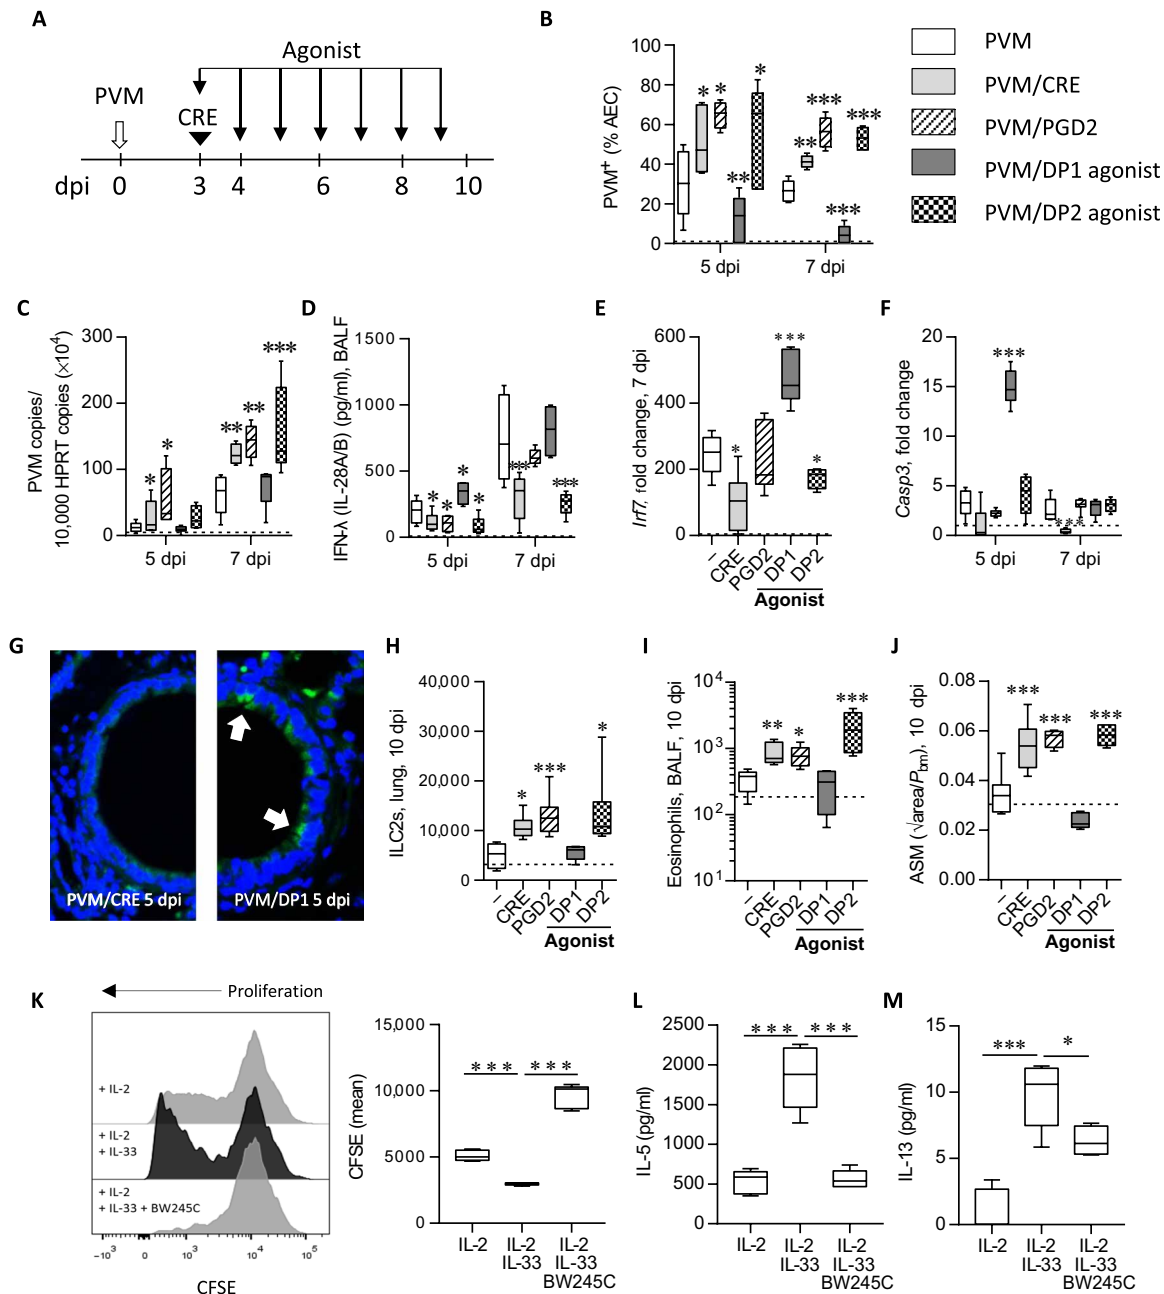 A
Agonist
PVM
CRE
dpi 0 3 4 6 8 10
B
PVM+ (% AEC)
100
80
60
40
20
0
* * ** *
** *** *** ***
5 dpi 7 dpi
PVM
PVM/CRE
PVM/PGD2
PVM/DP1 agonist
PVM/DP2 agonist
C
PVM copies/
10,000 HPRT copies (×10⁴)
300
200
100
0
* *
** ** ***
5 dpi 7 dpi
D
IFN-λ (IL-28A/B) (pg/ml), BALF
1500
1000
500
0
* * * *
*** ***
5 dpi 7 dpi
E
Irf7, fold change, 7 dpi
600
400
200
0
* *** *
– CRE PGD2 DP1 DP2
Agonist
F
Casp3, fold change
20
15
10
5
0
***
***
5 dpi 7 dpi
G
PVM/CRE 5 dpi
PVM/DP1 5 dpi
H
ILC2s, lung, 10 dpi
40,000
30,000
20,000
10,000
0
* *** *
– CRE PGD2 DP1 DP2
Agonist
I
Eosinophils, BALF, 10 dpi
10⁴
10³
10²
10¹
** * ***
– CRE PGD2 DP1 DP2
Agonist
J
ASM (√area/Pbm), 10 dpi
0.08
0.06
0.04
0.02
0.00
*** *** ***
– CRE PGD2 DP1 DP2
Agonist
K
Proliferation
+ IL-2
+ IL-2
+ IL-33
+ IL-2
+ IL-33 + BW245C
−10³ 0 10³ 10⁴ 10⁵
CFSE
CFSE (mean)
15,000
10,000
5000
0
*** ***
IL-2 IL-2 IL-2
IL-33 IL-33
BW245C
L
IL-5 (pg/ml)
2500
2000
1500
1000
500
0
*** ***
IL-2 IL-2 IL-2
IL-33 IL-33
BW245C
M
IL-13 (pg/ml)
15
10
5
0
*** *
IL-2 IL-2 IL-2
IL-33 IL-33
BW245C